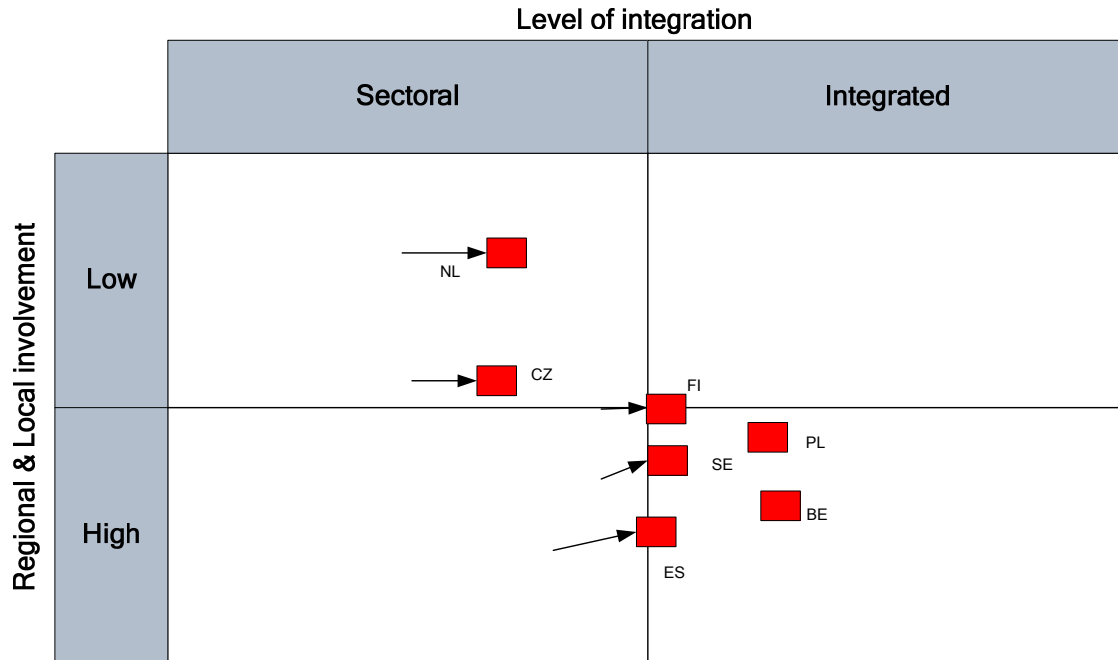 Level of integration
Sectoral
Integrated
Regional & Local involvement
Low
NL
CZ
FI
PL
SE
High
BE
ES